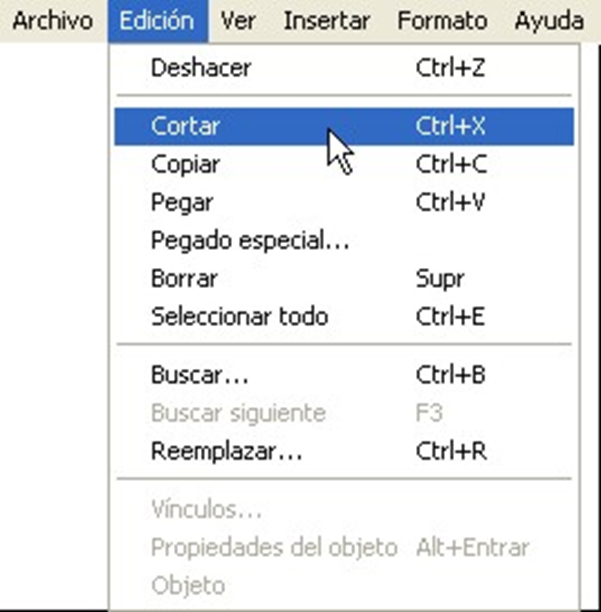 Archivo Edición Ver Insertar Formato Ayuda
Deshacer Ctrl+Z
Cortar Ctrl+X
Copiar Ctrl+C
Pegar Ctrl+V
Pegado especial...
Borrar Supr
Seleccionar todo Ctrl+E
Buscar... Ctrl+B
Buscar siguiente F3
Reemplazar... Ctrl+R
Vínculos...
Propiedades del objeto Alt+Entrar
Objeto